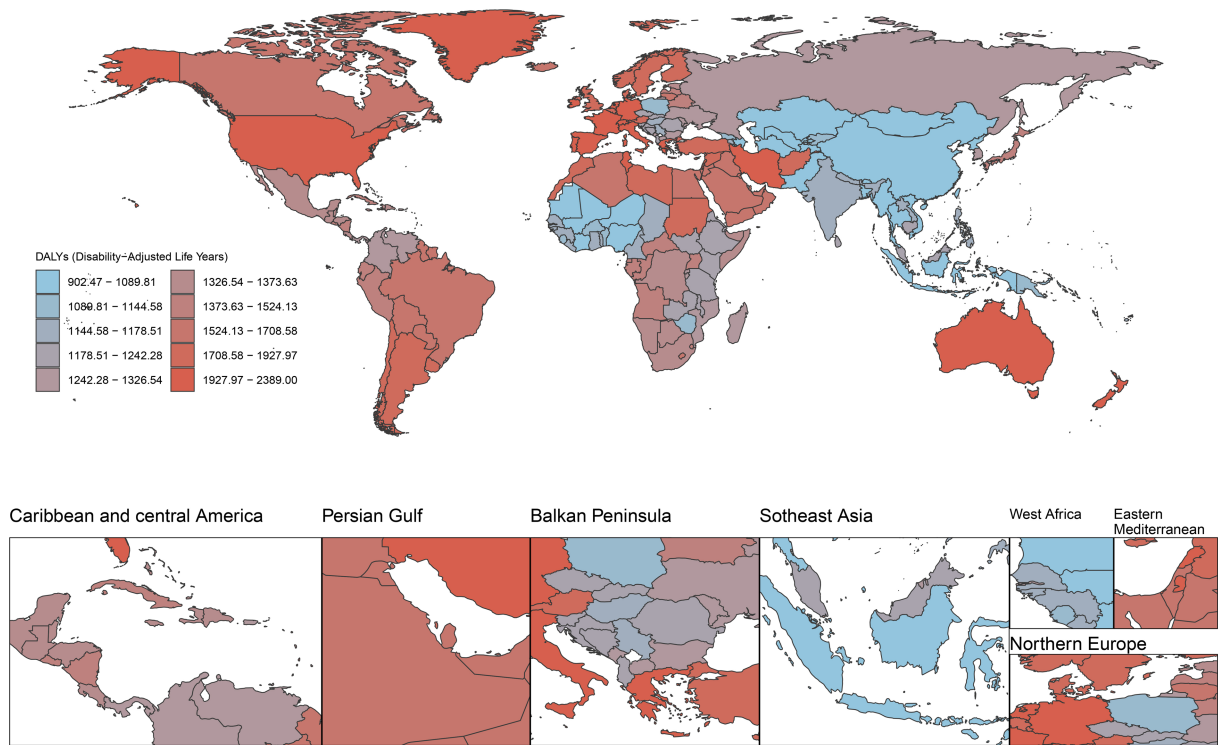 DALYs (Disability-Adjusted Life Years)
902.47 − 1089.81
1089.81 − 1144.58
1144.58 − 1178.51
1178.51 − 1242.28
1242.28 − 1326.54
1326.54 − 1373.63
1373.63 − 1524.13
1524.13 − 1708.58
1708.58 − 1927.97
1927.97 − 2389.00
Caribbean and central America
Persian Gulf
Balkan Peninsula
Sotheast Asia
West Africa
Eastern
Mediterranean
Northern Europe